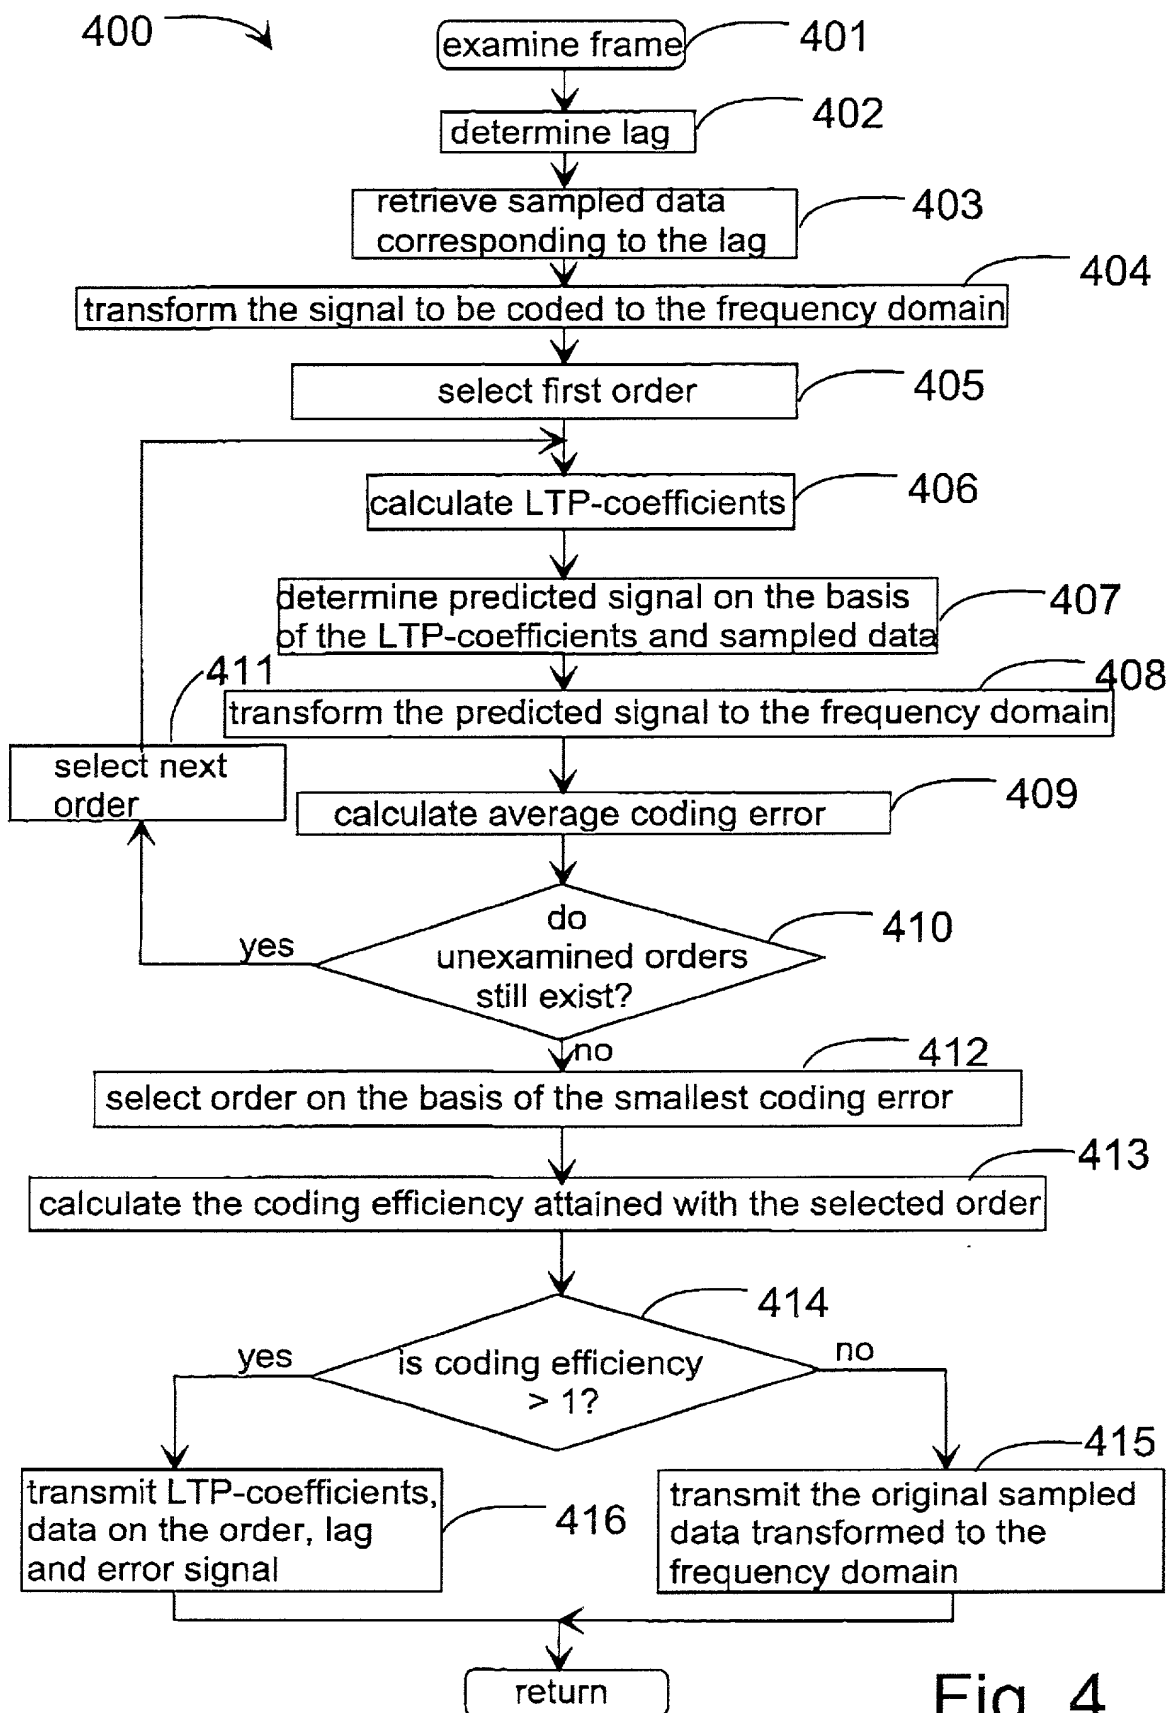 400
examine frame
401
determine lag
402
retrieve sampled data
corresponding to the lag
403
transform the signal to be coded to the frequency domain
404
select first order
405
calculate LTP-coefficients
406
determine predicted signal on the basis
of the LTP-coefficients and sampled data
407
transform the predicted signal to the frequency domain
408
411
select next
order
calculate average coding error
409
do
unexamined orders
still exist?
410
yes
no
select order on the basis of the smallest coding error
412
calculate the coding efficiency attained with the selected order
413
is coding efficiency
> 1?
414
yes
no
transmit LTP-coefficients,
data on the order, lag
and error signal
416
transmit the original sampled
data transformed to the
frequency domain
415
return
Fig. 4